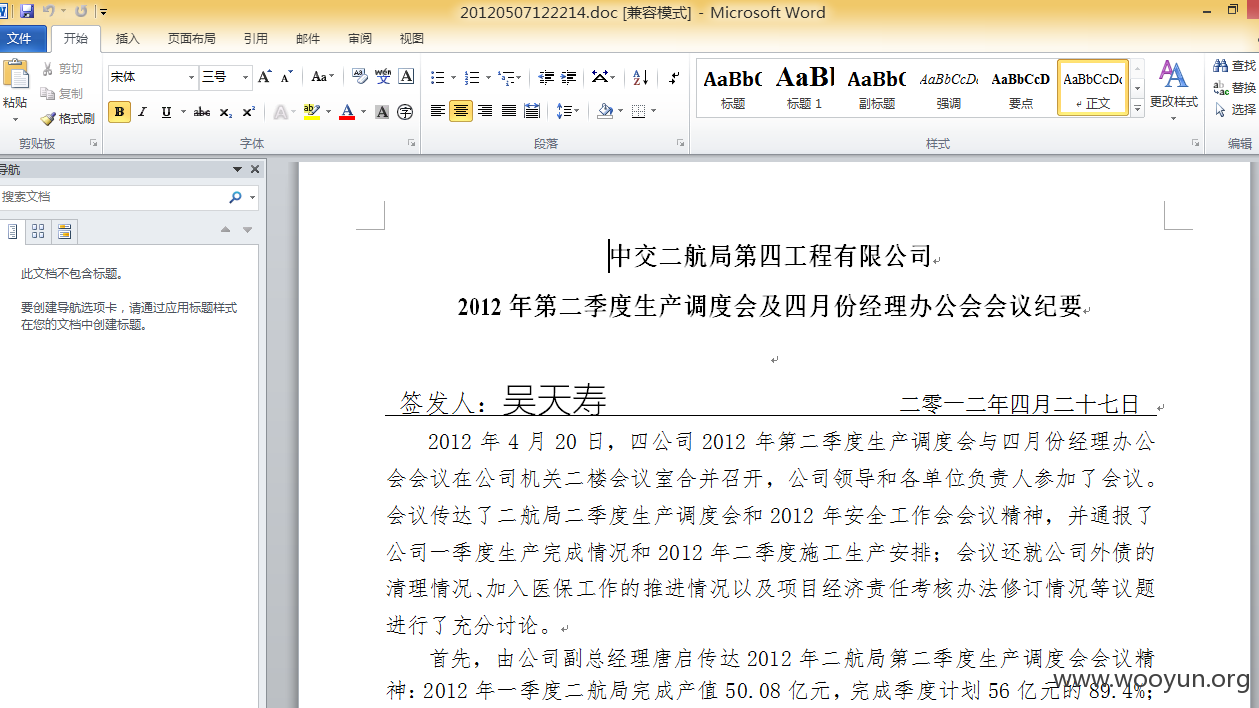 20120507122214.doc [兼容模式] - Microsoft Word
文件 开始 插入 页面布局 引用 邮件 审阅 视图
剪切 宋体 三号 查找
复制 替换
粘贴 格式刷 更改样式 选择
AaBbC AaBl AaBbC AaBbCcDc AaBbCcD AaBbCcDc
标题 标题 1 副标题 强调 要点 正文
剪贴板 字体 段落 样式 编辑
导航
搜索文档
此文档不包含标题。
要创建导航选项卡，请通过应用标题样式
在您的文档中创建标题。
中交二航局第四工程有限公司
2012 年第二季度生产调度会及四月份经理办公会会议纪要
签发人：吴天寿 二零一二年四月二十七日
2012 年 4 月 20 日，四公司 2012 年第二季度生产调度会与四月份经理办公
会会议在公司机关二楼会议室合并召开，公司领导和各单位负责人参加了会议。
会议传达了二航局二季度生产调度会和 2012 年安全工作会会议精神，并通报了
公司一季度生产完成情况和 2012 年二季度施工生产安排；会议还就公司外债的
清理情况、加入医保工作的推进情况以及项目经济责任考核办法修订情况等议题
进行了充分讨论。
首先，由公司副总经理唐启传达 2012 年二航局第二季度生产调度会会议精
神：2012 年一季度二航局完成产值 50.08 亿元，完成季度计划 56 亿元的 89.4%；
www.wooyun.org